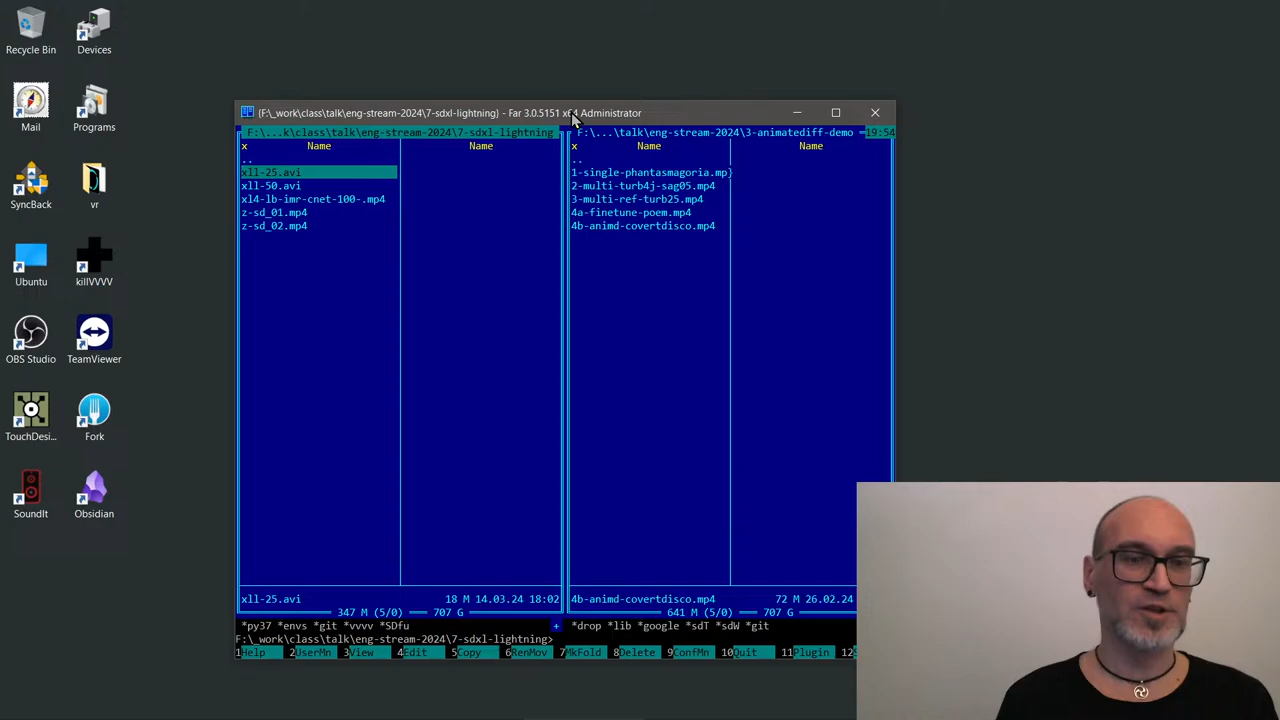 Recycle Bin
Devices
Mail
Programs
SyncBack
vr
Ubuntu
killVVVV
OBS Studio
TeamViewer
TouchDesi...
Fork
SoundIt
Obsidian
{F:\_work\class\talk\eng-stream-2024\7-sdxl-lightning} - Far 3.0.5151 x64 Administrator
F:\...k\class\talk\eng-stream-2024\7-sdxl-lightning
x Name Name
..
xll-25.avi
xll-50.avi
xl4-lb-imr-cnet-100-.mp4
z-sd_01.mp4
z-sd_02.mp4
xll-25.avi 18 M 14.03.24 18:02
347 M (5/0) 707 G
F:\...talk\eng-stream-2024\3-animatediff-demo 19:54
x Name Name
..
1-single-phantasmagoria.mp}
2-multi-turb4j-sag05.mp4
3-multi-ref-turb25.mp4
4a-finetune-poem.mp4
4b-animd-covertdisco.mp4
4b-animd-covertdisco.mp4 72 M 26.02.24
641 M (5/0) 707 G
*py37 *envs *git *vvvv *SDfu + *drop *lib *google *sdT *sdW *git
F:\_work\class\talk\eng-stream-2024\7-sdxl-lightning>
1Help 2UserMn 3View 4Edit 5Copy 6RenMov 7MkFold 8Delete 9ConfMn 10Quit 11Plugin 12